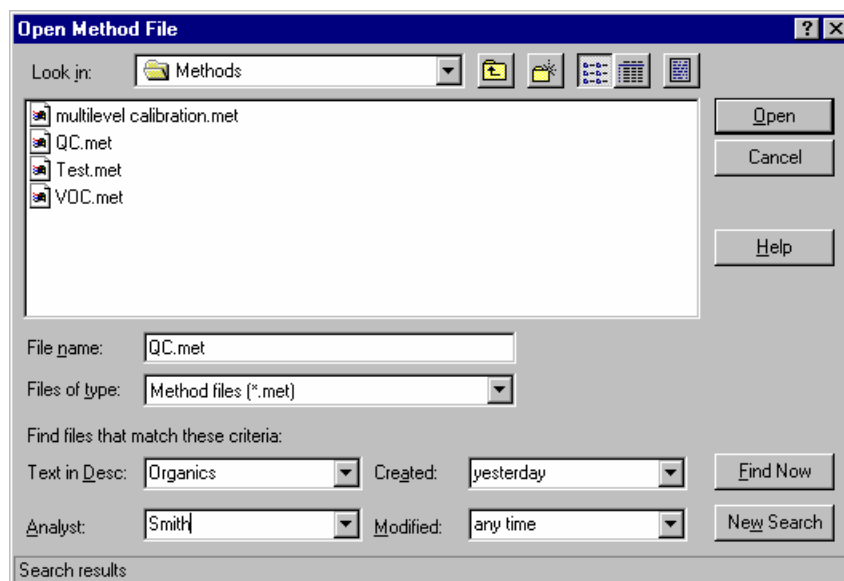 Open Method File
Look in: Methods
multilevel calibration.met
QC.met
Test.met
VOC.met
Open
Cancel
Help
File name: QC.met
Files of type: Method files (*.met)
Find files that match these criteria:
Text in Desc: Organics Created: yesterday Find Now
Analyst: Smith Modified: any time New Search
Search results